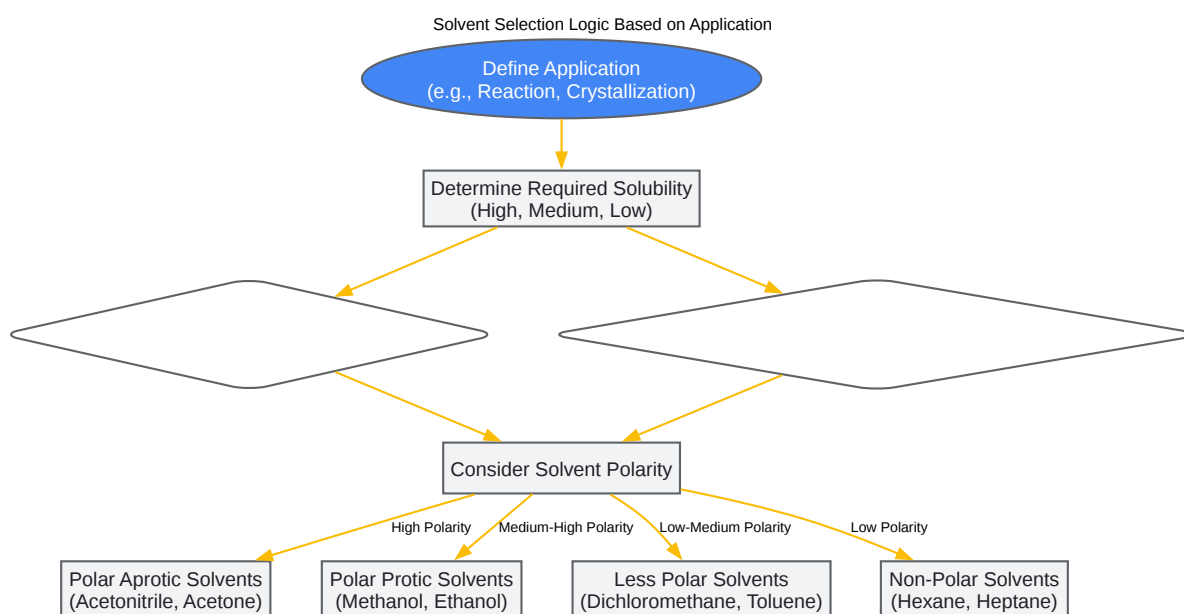 Solvent Selection Logic Based on Application
Define Application
(e.g., Reaction, Crystallization)
Determine Required Solubility
(High, Medium, Low)
Consider Solvent Polarity
High Polarity
Medium-High Polarity
Low-Medium Polarity
Low Polarity
Polar Aprotic Solvents
(Acetonitrile, Acetone)
Polar Protic Solvents
(Methanol, Ethanol)
Less Polar Solvents
(Dichloromethane, Toluene)
Non-Polar Solvents
(Hexane, Heptane)